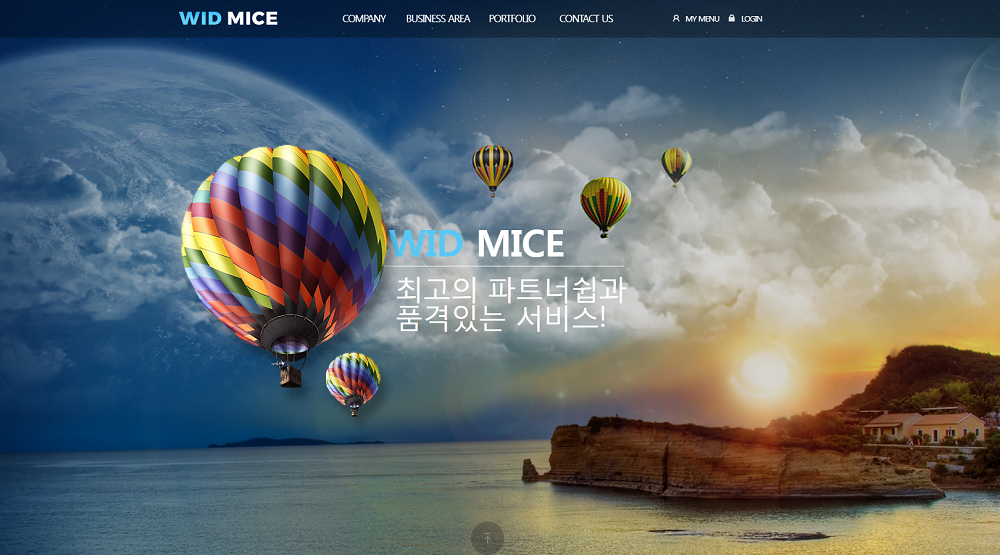 WID MICE
COMPANY BUSINESS AREA PORTFOLIO CONTACT US MY MENU LOGIN
WID MICE
최고의 파트너쉽과
품격있는 서비스!